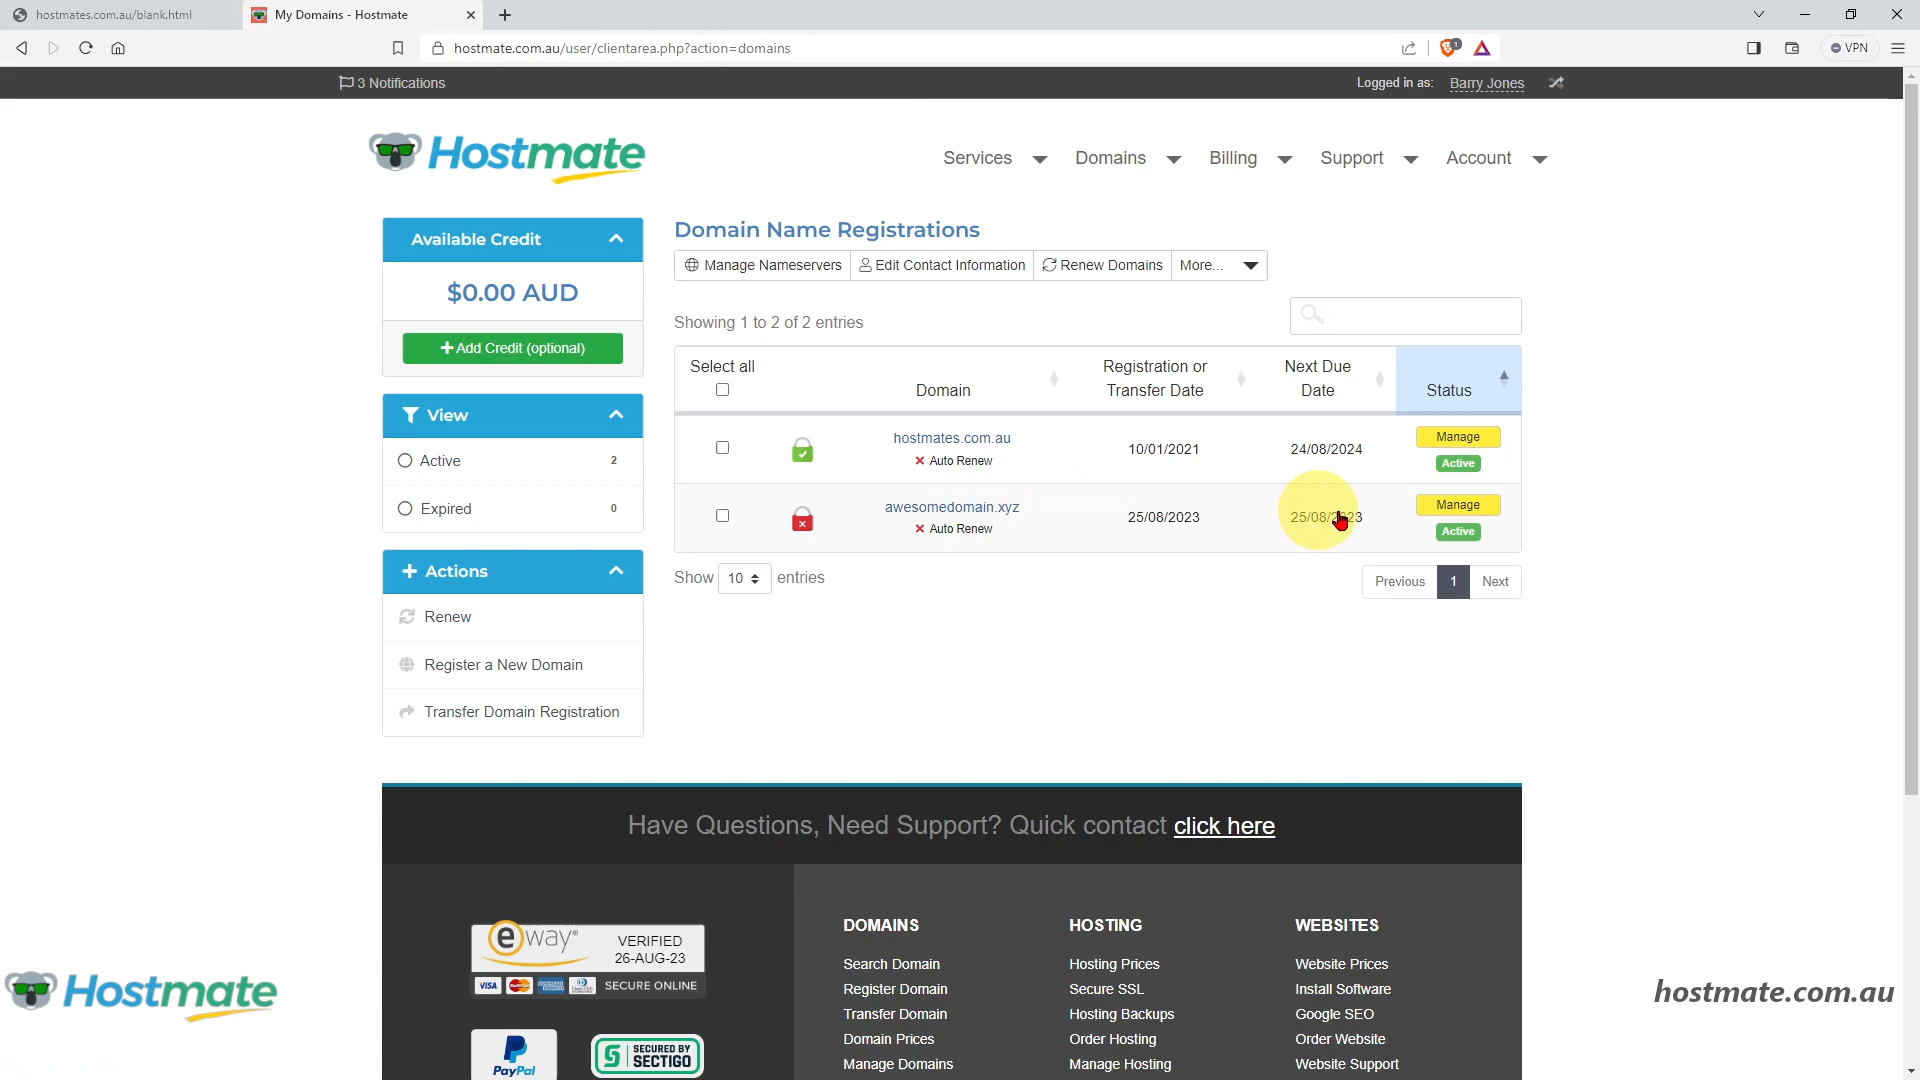 hostmates.com.au/blank.html
My Domains - Hostmate
hostmate.com.au/user/clientarea.php?action=domains
1
VPN
3 Notifications
Logged in as: Barry Jones
Hostmate
Services Domains Billing Support Account
Available Credit
$0.00 AUD
Add Credit (optional)
View
Active 2
Expired 0
Actions
Renew
Register a New Domain
Transfer Domain Registration
Domain Name Registrations
Manage Nameservers Edit Contact Information Renew Domains More...
Showing 1 to 2 of 2 entries
Select all Domain Registration or Transfer Date Next Due Date Status
hostmates.com.au 10/01/2021 24/08/2024 Manage
Auto Renew Active
awesomedomain.xyz 25/08/2023 25/08/2023 Manage
Auto Renew Active
Show 10 entries
Previous 1 Next
Have Questions, Need Support? Quick contact click here
eway®
VERIFIED
26-AUG-23
VISA
SECURE ONLINE
PayPal
SECURED BY
SECTIGO
DOMAINS
Search Domain
Register Domain
Transfer Domain
Domain Prices
Manage Domains
HOSTING
Hosting Prices
Secure SSL
Hosting Backups
Order Hosting
Manage Hosting
WEBSITES
Website Prices
Install Software
Google SEO
Order Website
Website Support
Hostmate
hostmate.com.au